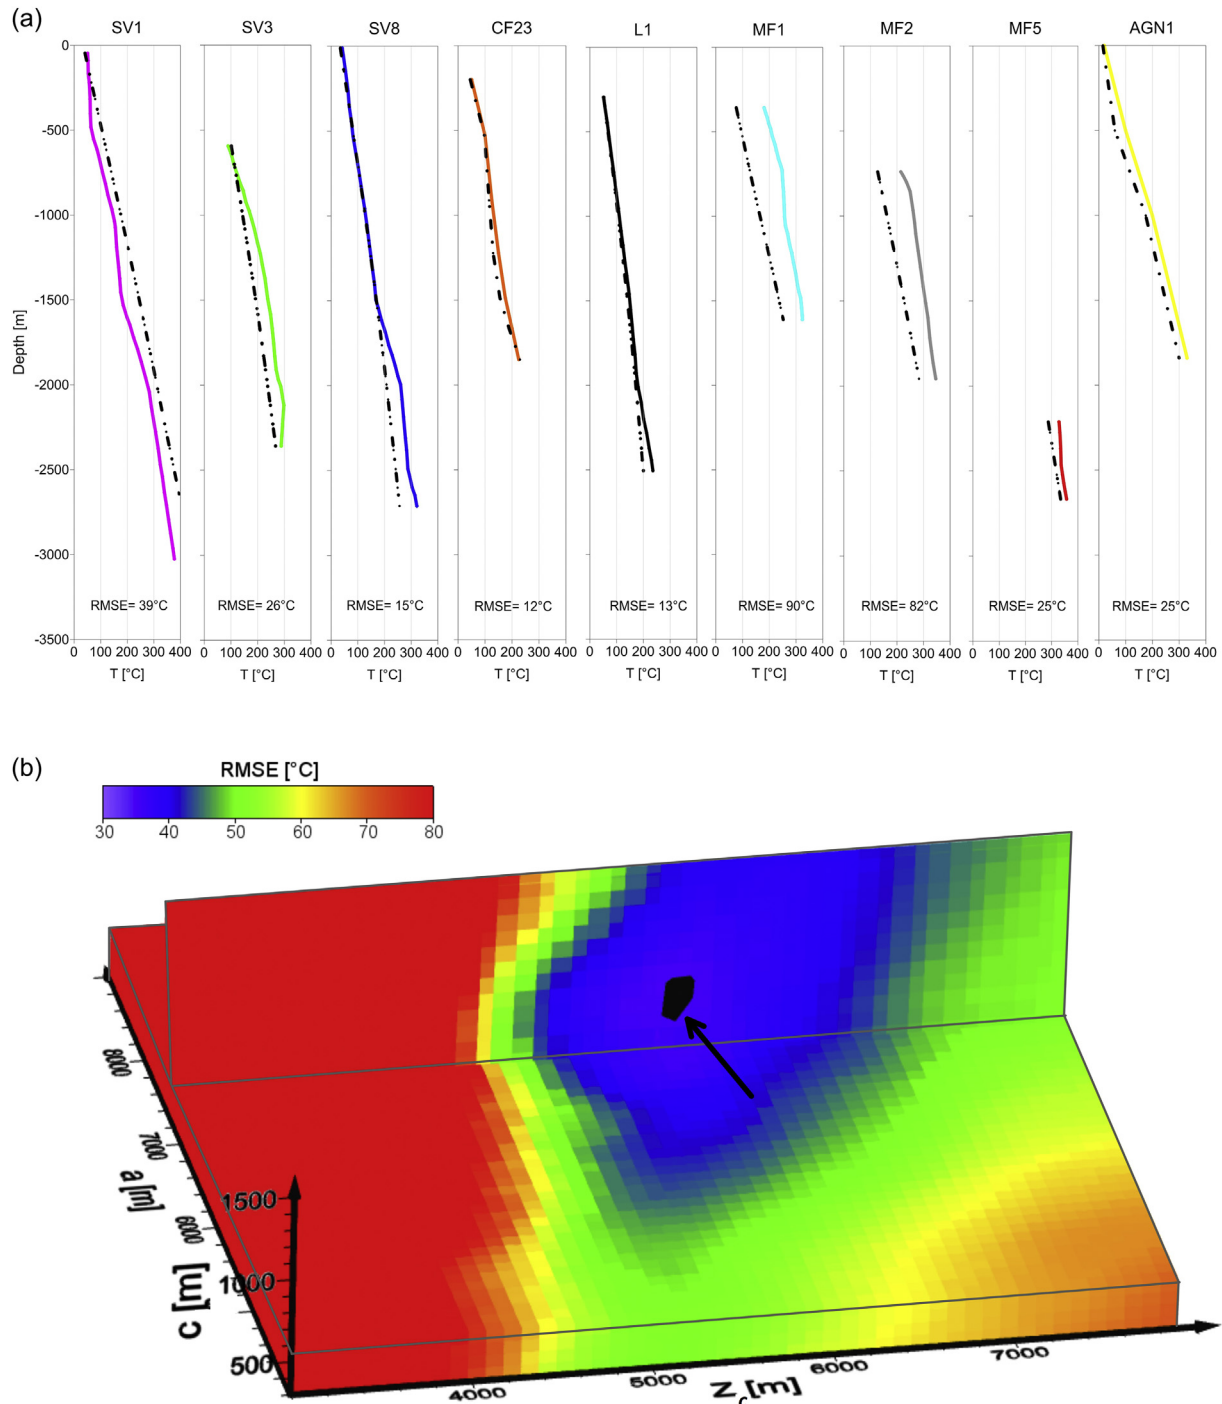 (a)
SV1 SV3 SV8 CF23 L1 MF1 MF2 MF5 AGN1
0
-500
-1000
-1500
-2000
-2500
-3000
-3500
Depth [m]
RMSE= 39°C RMSE= 26°C RMSE= 15°C RMSE= 12°C RMSE= 13°C RMSE= 90°C RMSE= 82°C RMSE= 25°C RMSE= 25°C
0 100 200 300 400 0 100 200 300 400 0 100 200 300 400 0 100 200 300 400 0 100 200 300 400 0 100 200 300 400 0 100 200 300 400 0 100 200 300 400 0 100 200 300 400
T [°C] T [°C] T [°C] T [°C] T [°C] T [°C] T [°C] T [°C] T [°C]
(b)
RMSE [°C]
30 40 50 60 70 80
8000
7000
a [m]
6000
1500
1000
500
c [m]
4000 5000 6000 7000
Zc [m]